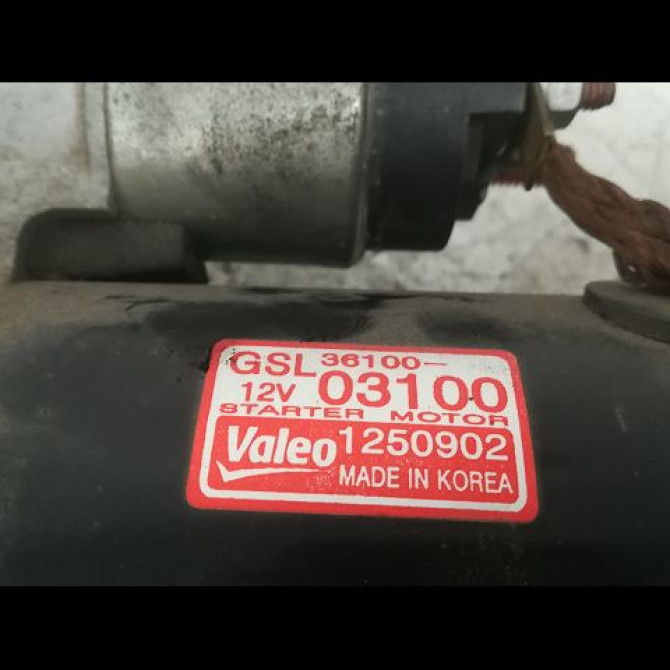 GSL 36100-
12V 03100
STARTER MOTOR
Valeo 1250902
MADE IN KOREA